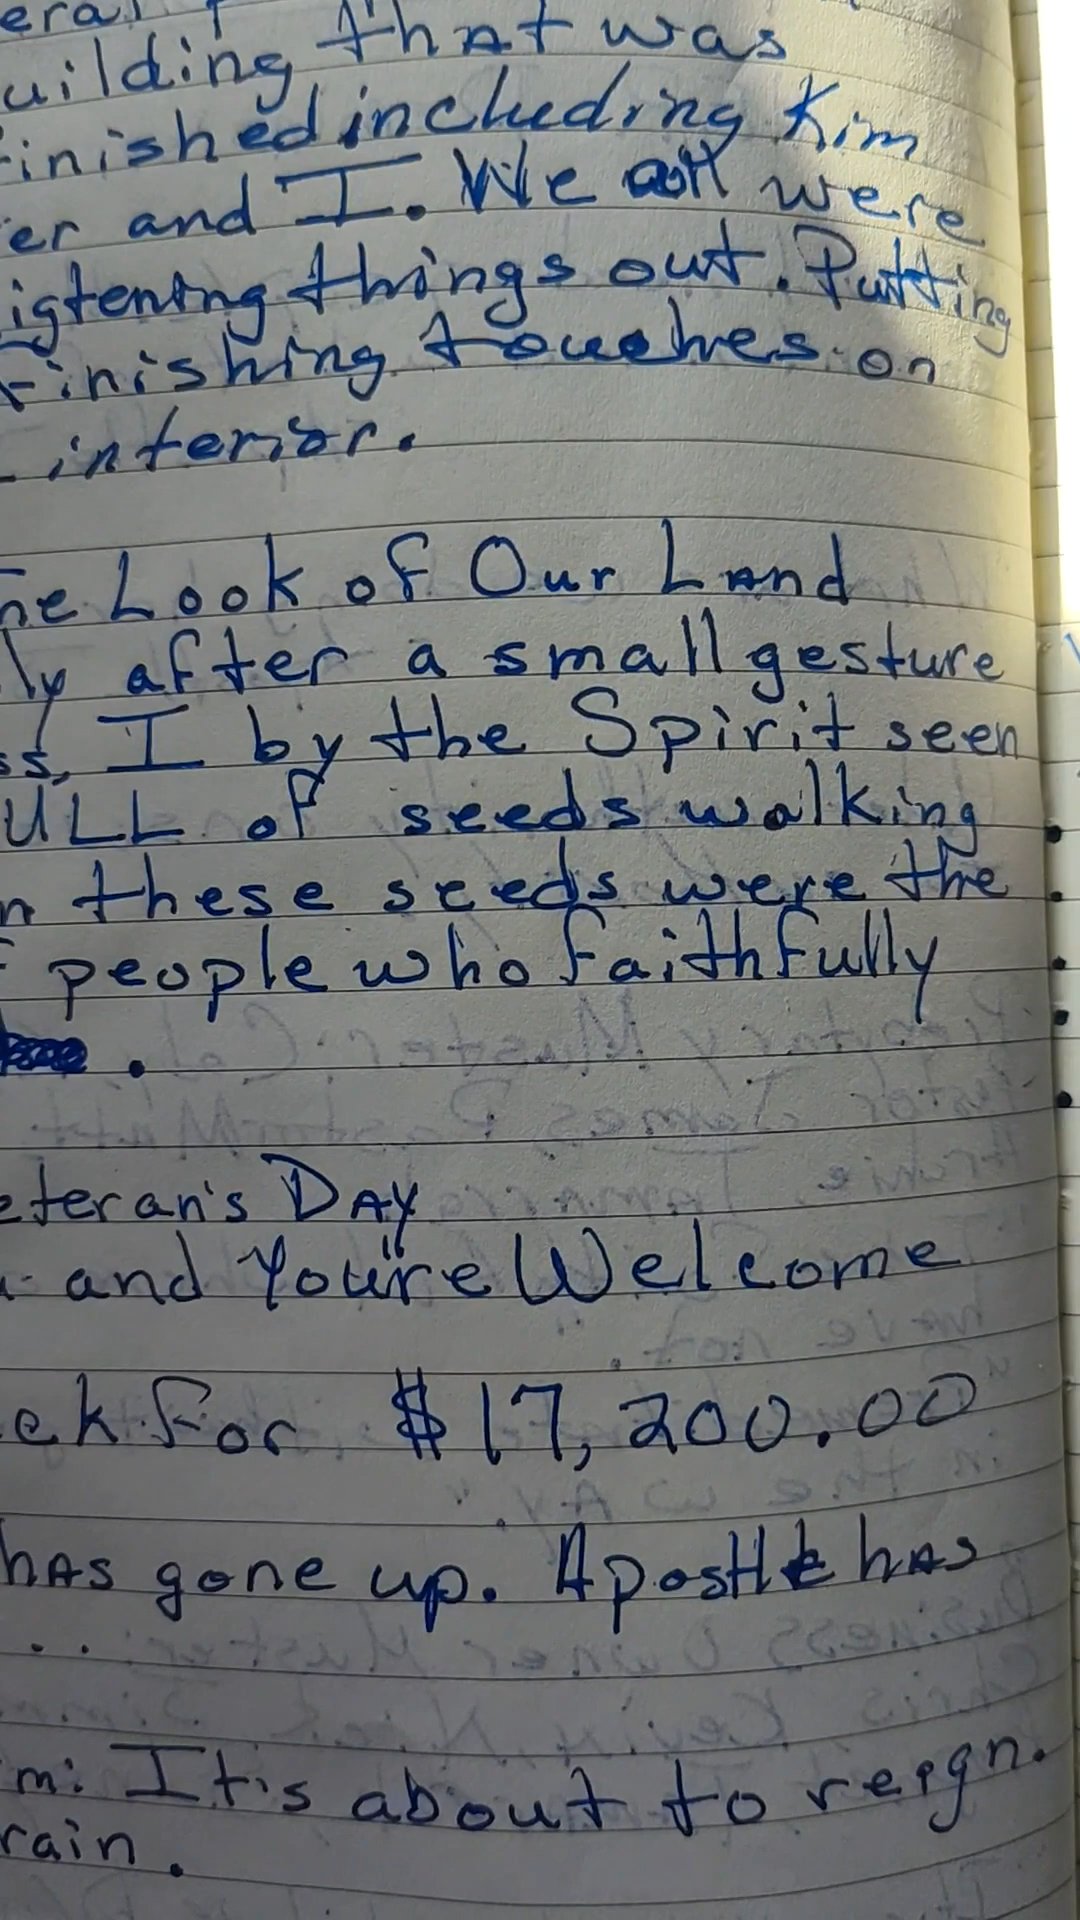 uilding that was
inished including Kim
er and I. We all were
igtening things out. Putting
Finishing touches on
interior.
he Look of Our Land
ly after a small gesture
ss, I by the Spirit seen
ULL of seeds walking
n these seeds were the
f people who faithfully
eteran's DAY
and You're Welcome
ek For $17,200.00
has gone up. Apostle has
...
m: It's about to reign.
rain.